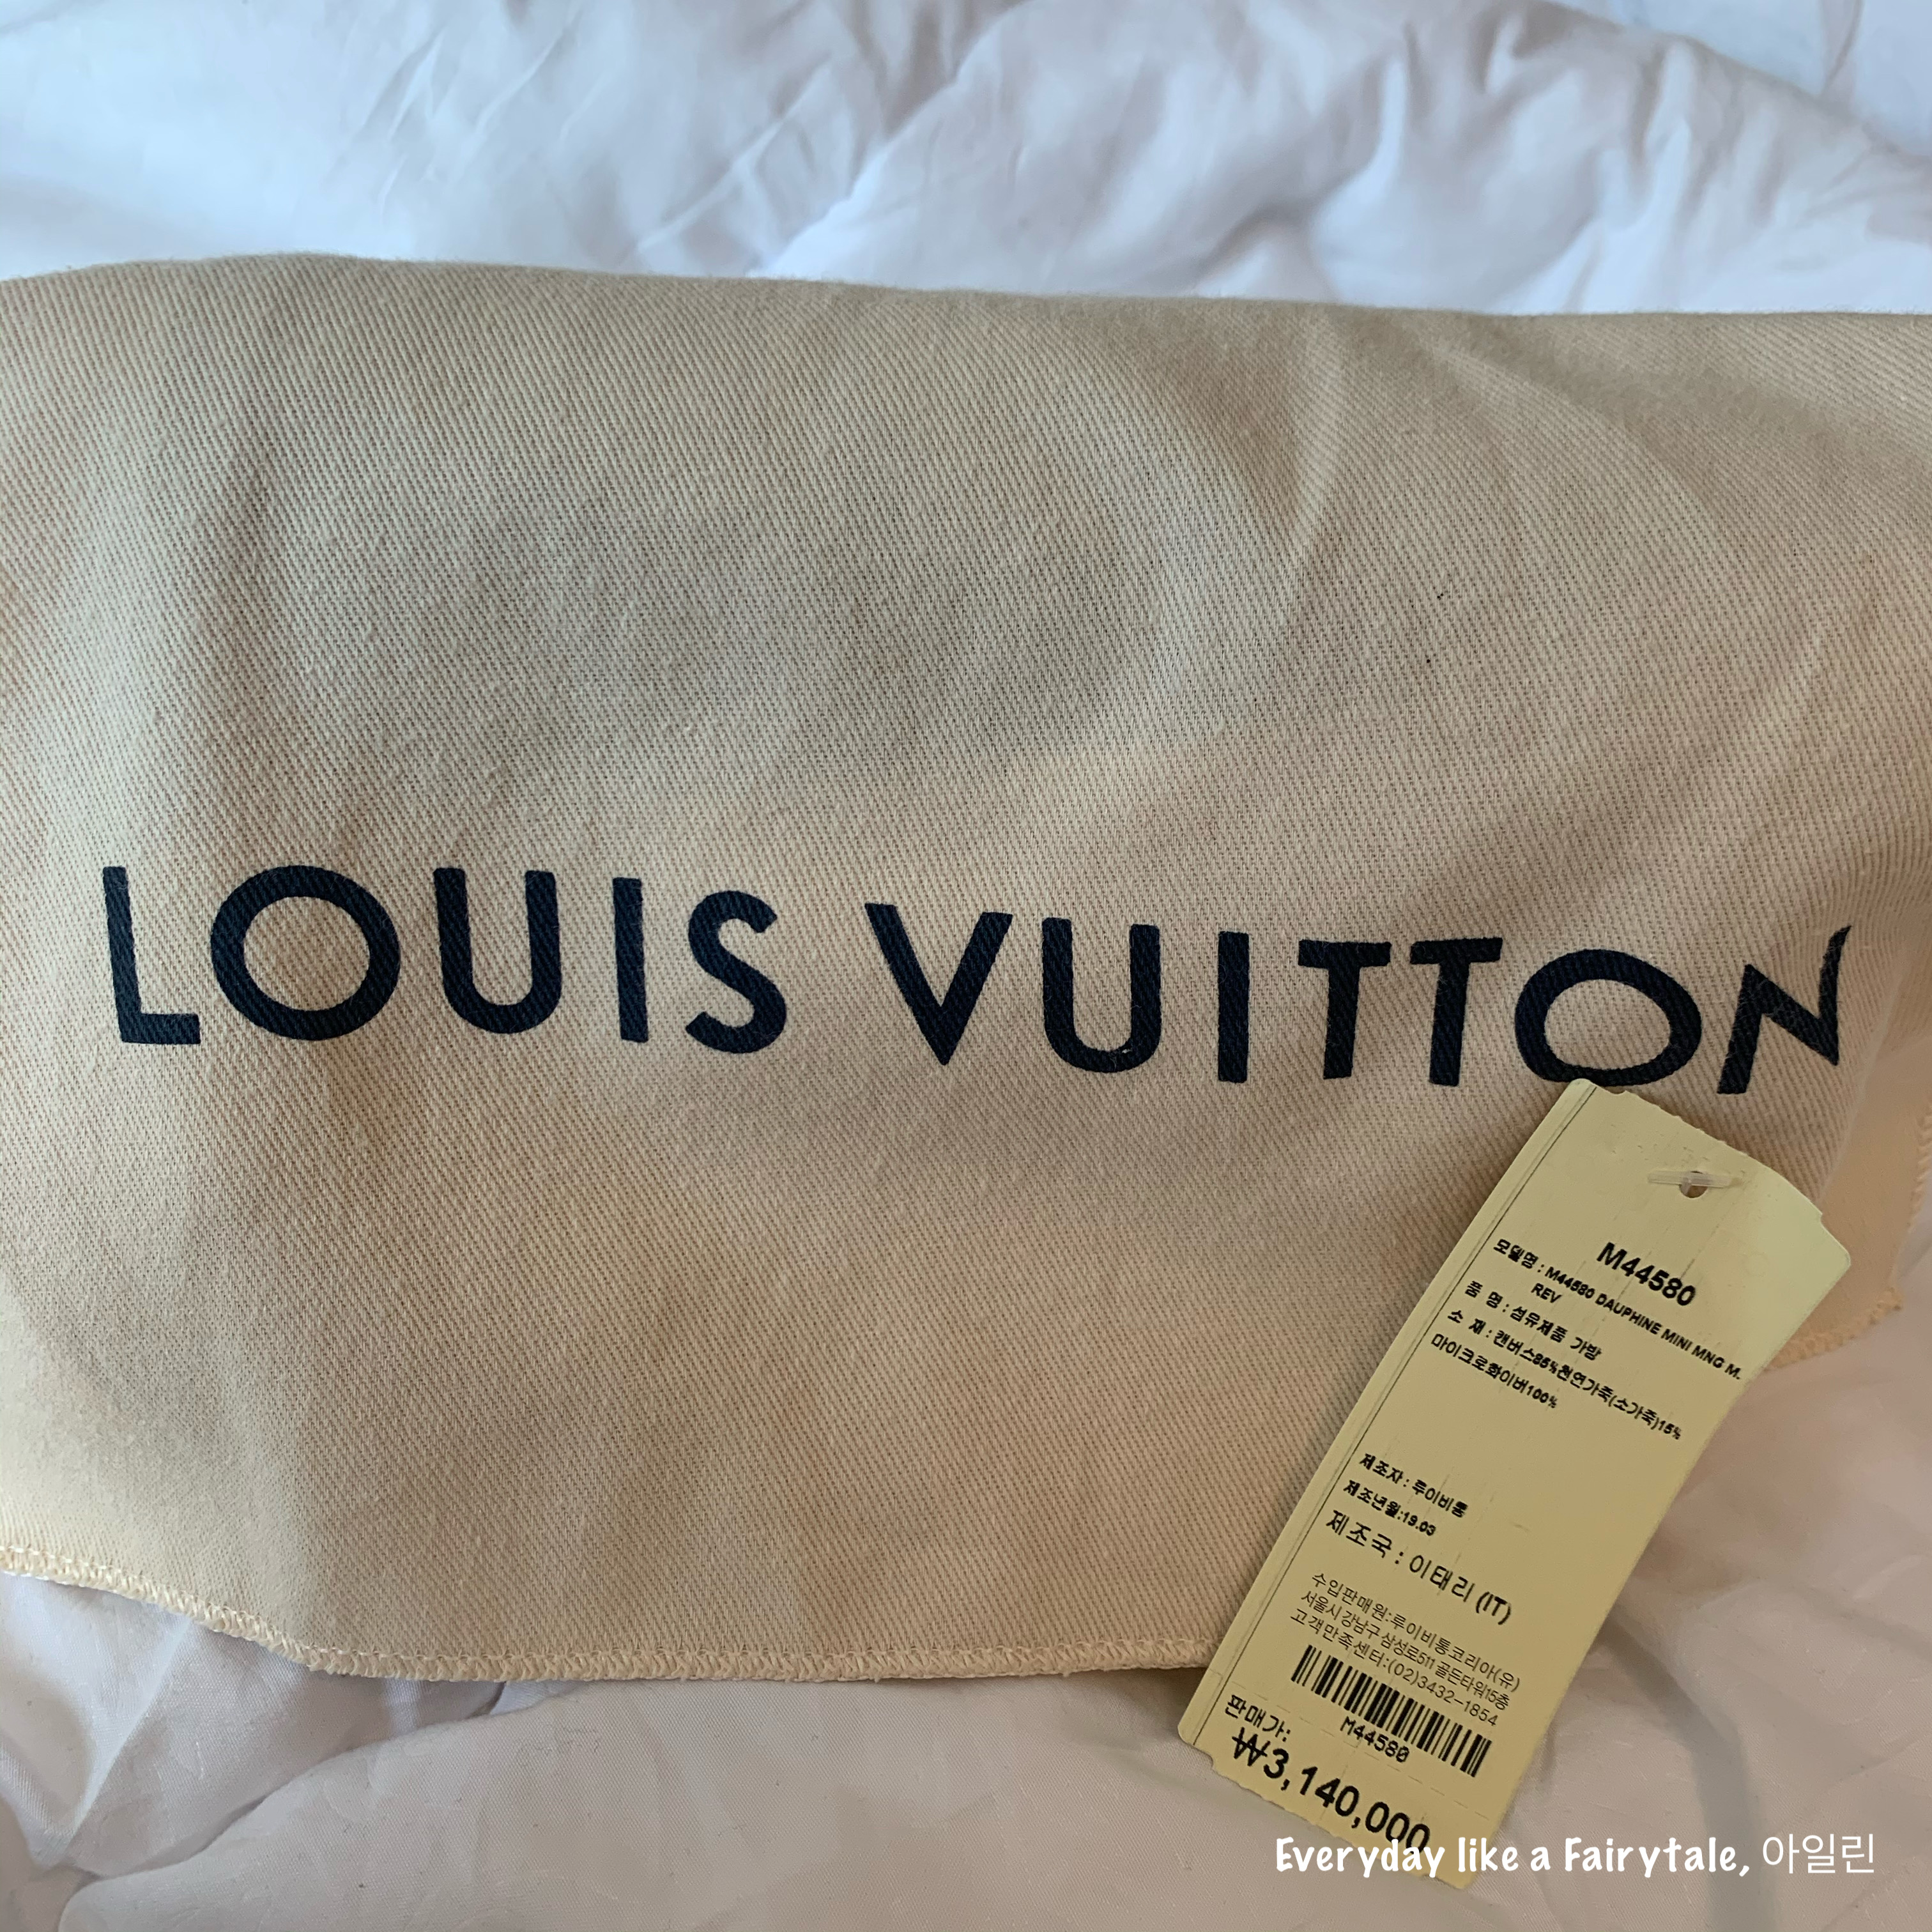 LOUIS VUITTON
M44580
모델명 : M44580 DAUPHINE MINI MNG M.
REV
품 명 : 섬유제품 가방
소 재 : 캔버스85%천연가죽(소가죽)15%
마이크로화이버100%
제조자 : 루이비통
제조년월:19.03
제조국 : 이태리 (IT)
수입판매원:루이비통코리아(유)
서울시 강남구 삼성로511 골든타워15층
고객만족센터:(02)3432-1854
M44580
판매가:
₩3,140,000
Everyday like a Fairytale, 아일린